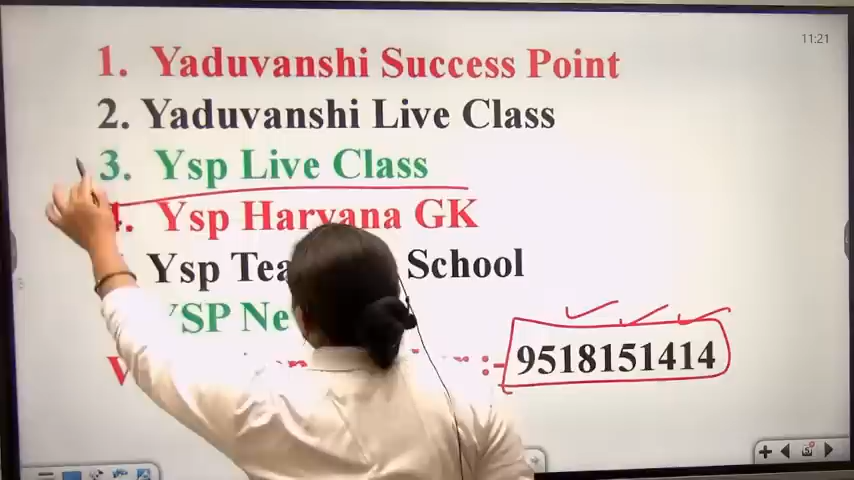 1. Yaduvanshi Success Point
2. Yaduvanshi Live Class
3. Ysp Live Class
4. Ysp Haryana GK
Ysp School
YSP
:- 9518151414
11:21